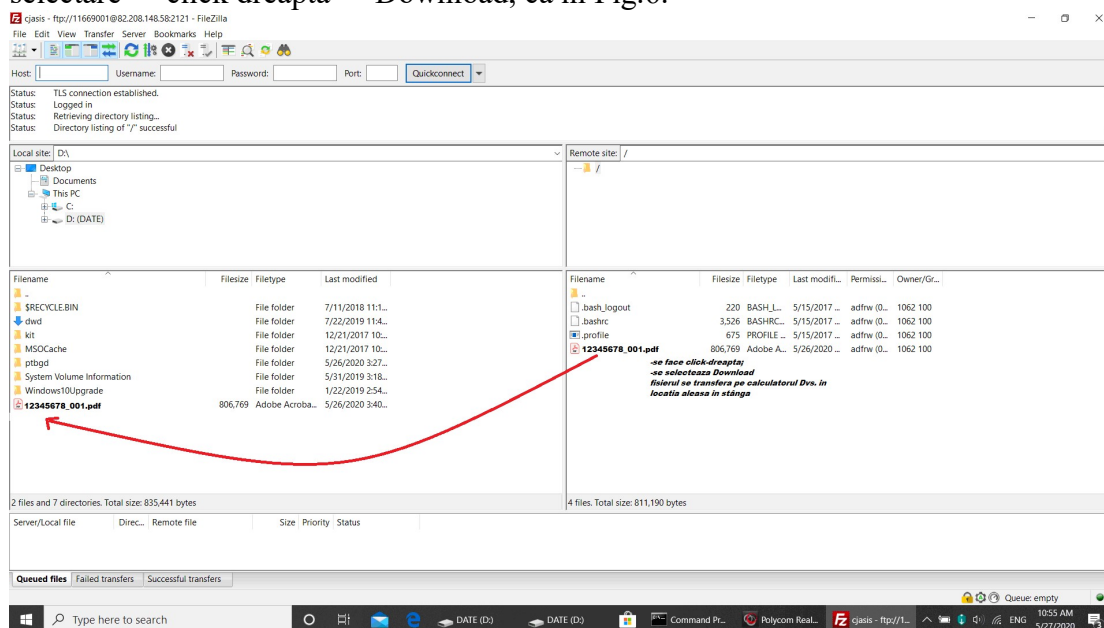 cjasis - ftp://11669001@82.208.148.58:2121 - FileZilla
File Edit View Transfer Server Bookmarks Help
Host: Username: Password: Port: Quickconnect
Status: TLS connection established.
Status: Logged in
Status: Retrieving directory listing...
Status: Directory listing of "/" successful
Local site: D:\
Desktop
Documents
This PC
C:
D: (DATE)
Remote site: /
/
Filename Filesize Filetype Last modified
..
$RECYCLE.BIN File folder 7/11/2018 11:1...
dwd File folder 7/22/2019 11:4...
kit File folder 12/21/2017 10:...
MSOCache File folder 12/21/2017 10:...
ptbgd File folder 5/26/2020 3:27...
System Volume Information File folder 5/31/2019 3:18...
Windows10Upgrade File folder 1/22/2019 2:54...
12345678_001.pdf 806,769 Adobe Acroba... 5/26/2020 3:40...
2 files and 7 directories. Total size: 835,441 bytes
Filename Filesize Filetype Last modifi... Permissi... Owner/Gr...
..
.bash_logout 220 BASH_L... 5/15/2017 ... adfrw (0... 1062 100
.bashrc 3,526 BASHRC... 5/15/2017 ... adfrw (0... 1062 100
.profile 675 PROFILE ... 5/15/2017 ... adfrw (0... 1062 100
12345678_001.pdf 806,769 Adobe A... 5/26/2020 ... adfrw (0... 1062 100
-se face click-dreapta;
-se selecteaza Download
fisierul se transfera pe calculatorul Dvs. in
locatia aleasa in stânga
4 files. Total size: 811,190 bytes
Server/Local file Direc... Remote file Size Priority Status
Queued files Failed transfers Successful transfers
Queue: empty
Type here to search DATE (D:) DATE (D:) Command Pr... Polycom Real... cjasis - ftp://1... ENG 10:55 AM
5/27/2020